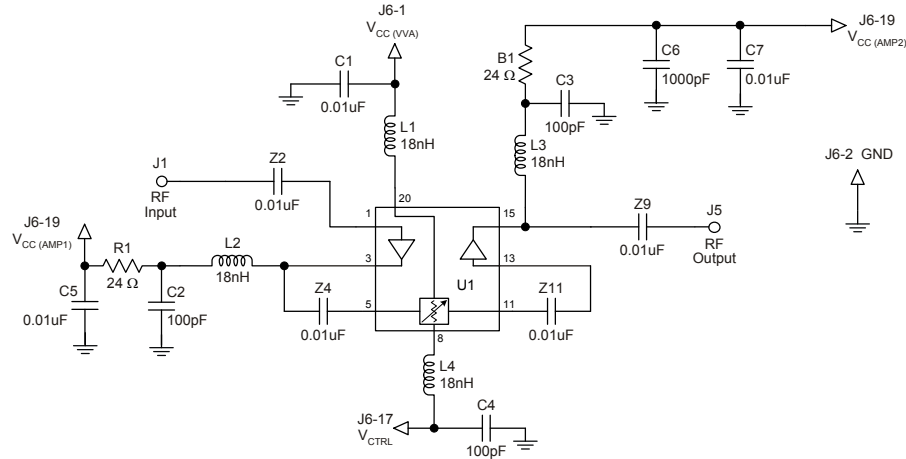 J6-1
VCC (VVA)
C1
0.01uF
L1
18nH
J6-19
VCC (AMP2)
B1
24 Ω
C6
1000pF
C7
0.01uF
C3
100pF
L3
18nH
J6-2 GND
J1
RF
Input
Z2
0.01uF
20
1
15
Z9
0.01uF
J5
RF
Output
J6-19
VCC (AMP1)
R1
24 Ω
L2
18nH
3
13
U1
C5
0.01uF
C2
100pF
Z4
0.01uF
5
11
Z11
0.01uF
8
L4
18nH
J6-17
VCTRL
C4
100pF